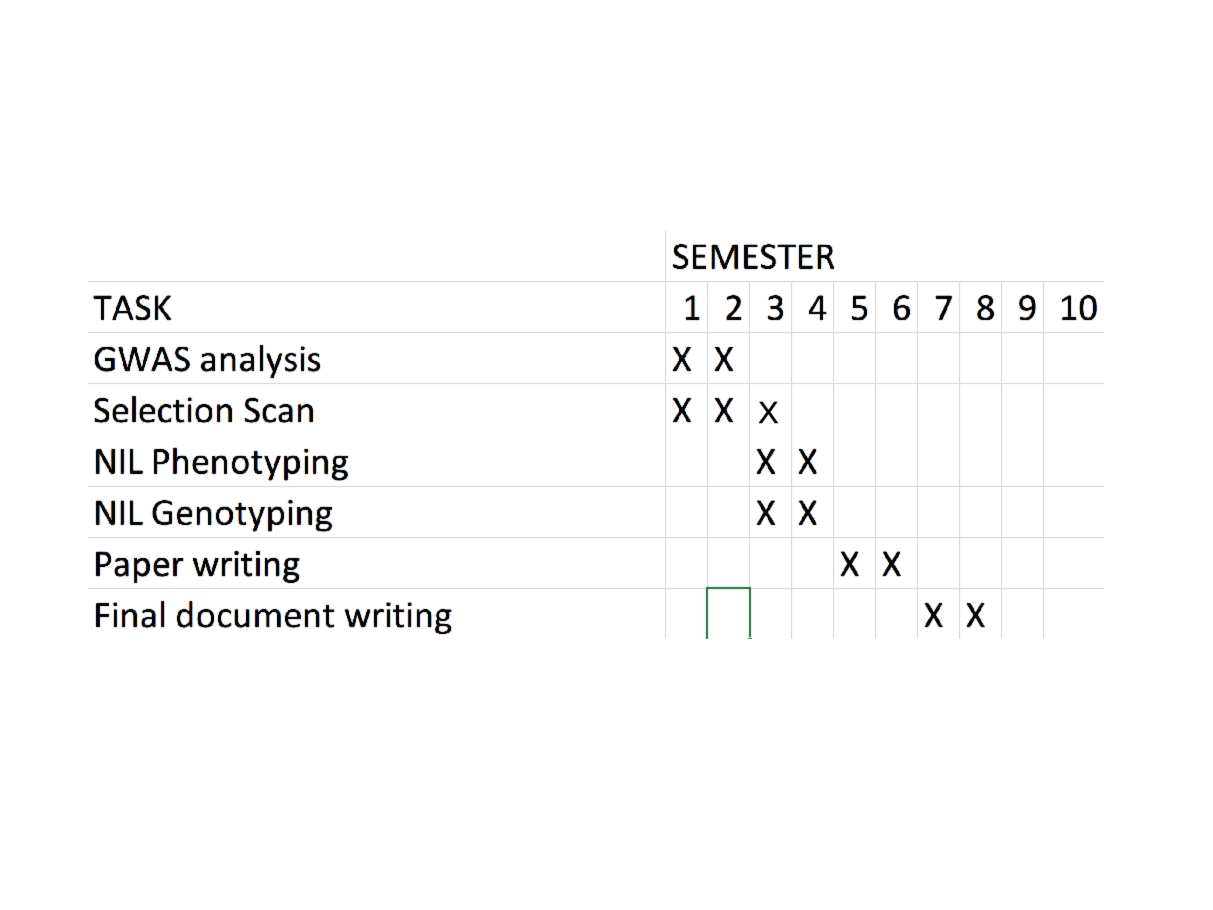 SEMESTER
TASK 1 2 3 4 5 6 7 8 9 10
GWAS analysis X X
Selection Scan X X x
NIL Phenotyping X X
NIL Genotyping X X
Paper writing X X
Final document writing X X